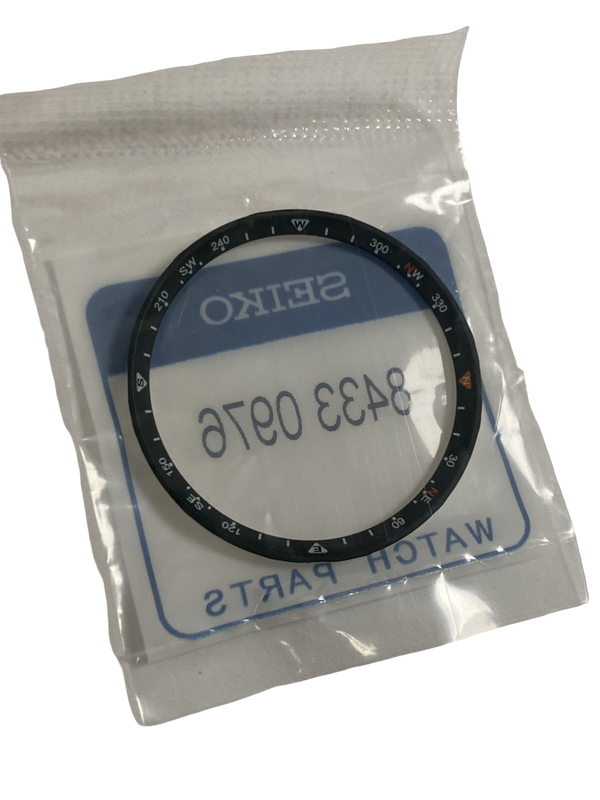 SEIKO
8433 0976
WATCH PARTS
N
30
NE
60
E
120
SE
150
S
210
SW
240
W
300
NW
330